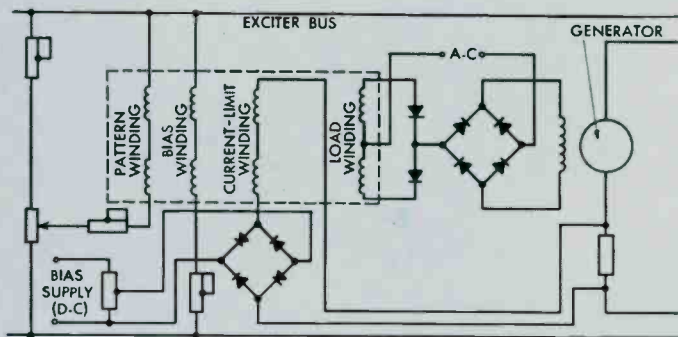 EXCITER BUS
GENERATOR
A-C
PATTERN
WINDING
BIAS
WINDING
CURRENT-LIMIT
WINDING
LOAD
WINDING
BIAS
SUPPLY
(D-C)